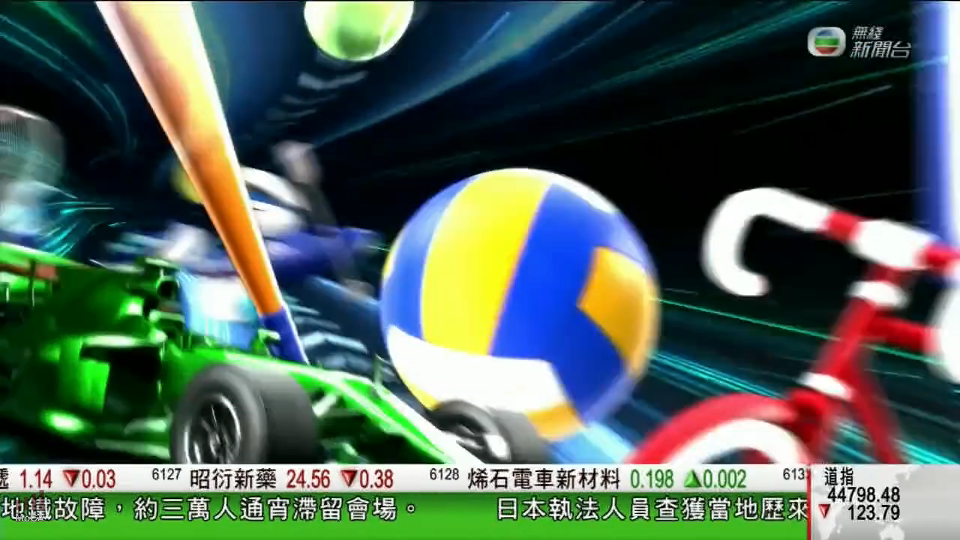 無綫
新聞台
1.14 ▼0.03 6127 昭衍新藥 24.56 ▼0.38 6128 烯石電車新材料 0.198 ▲0.002 613
地鐵故障，約三萬人通宵滯留會場。 日本執法人員查獲當地歷來
道指
44798.48
▼ 123.79